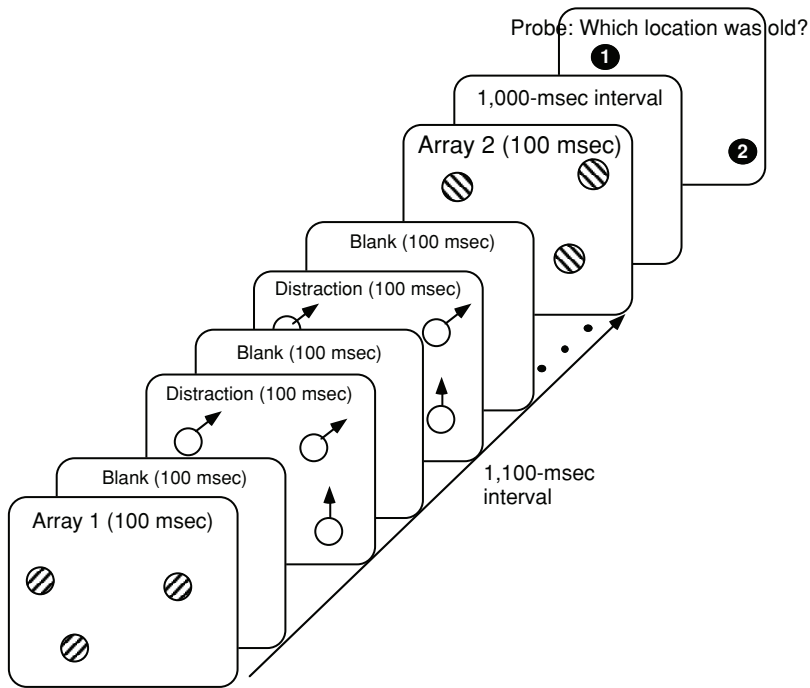 Probe: Which location was old?
1
1,000-msec interval
2
Array 2 (100 msec)
Blank (100 msec)
Distraction (100 msec)
Blank (100 msec)
Distraction (100 msec)
1,100-msec
interval
Blank (100 msec)
Array 1 (100 msec)